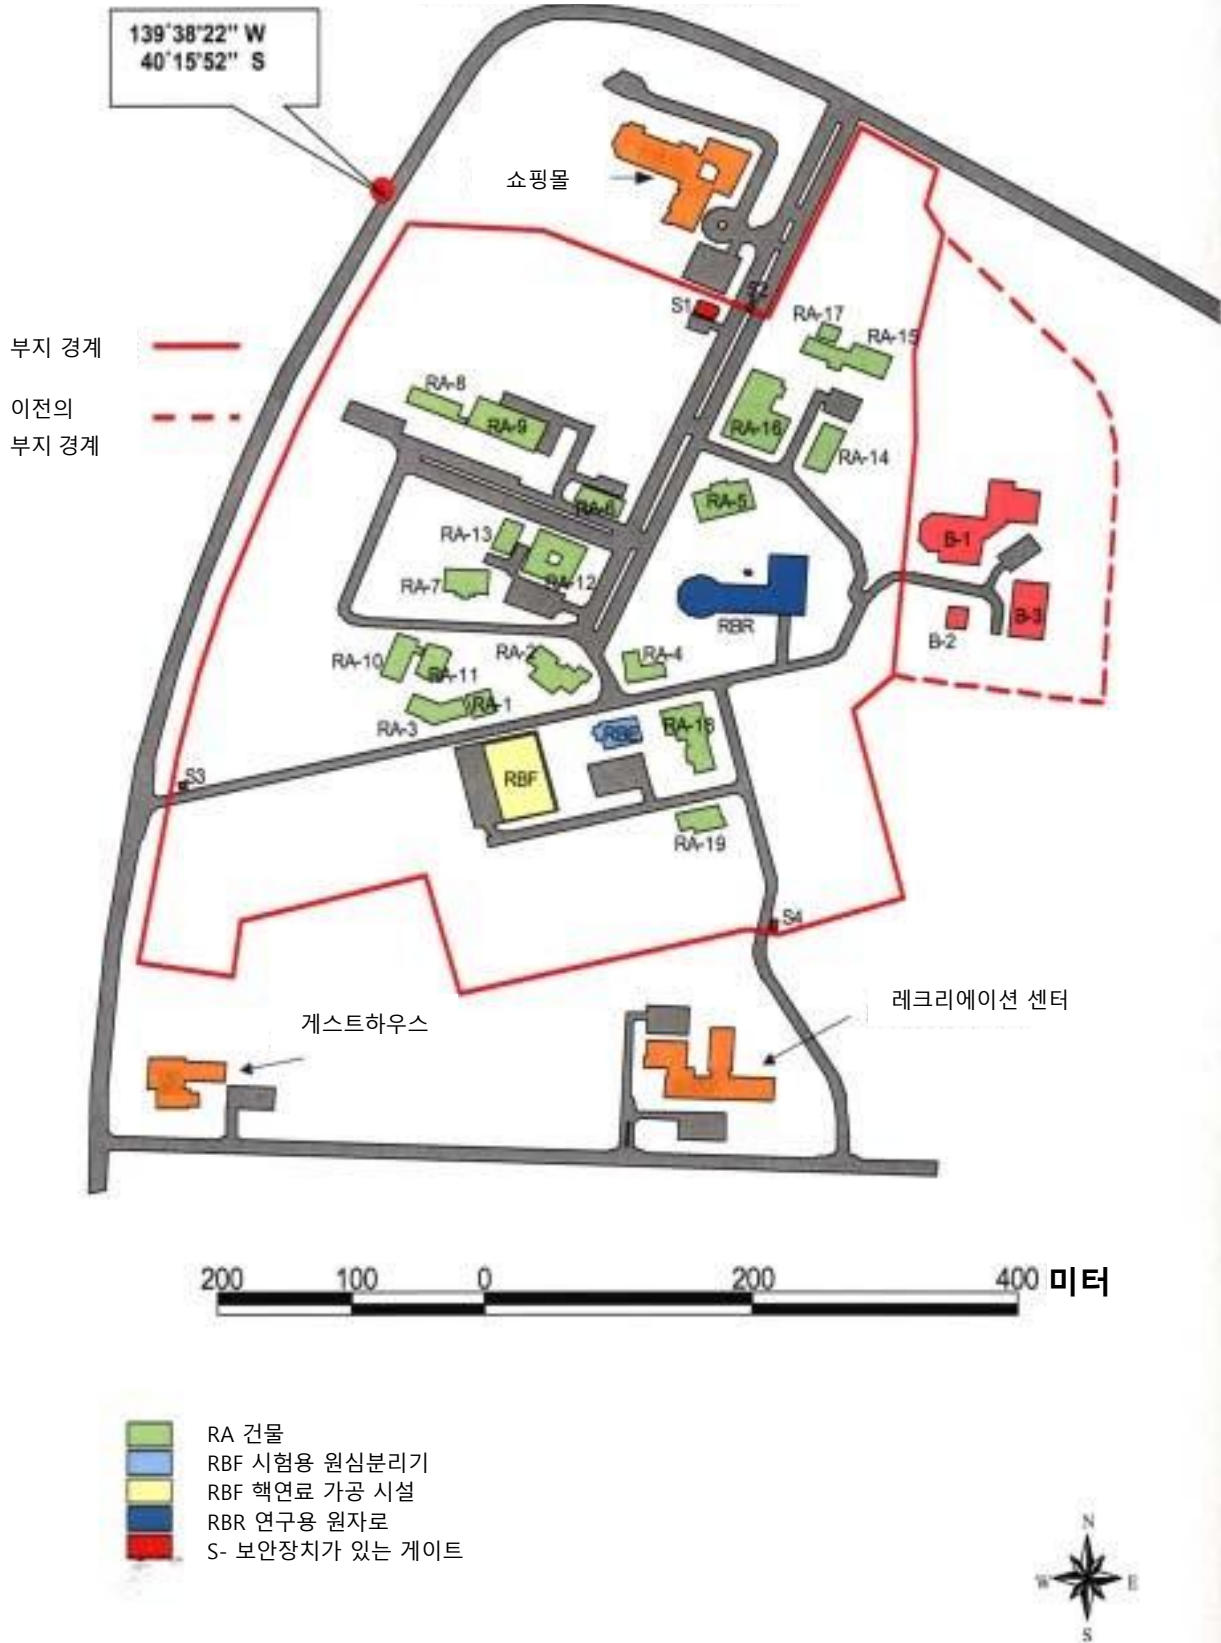 139°38'22" W
40°15'52" S
쇼핑몰
S2
S1
RA-17
RA-15
부지 경계
RA-8
이전의
부지 경계
RA-9
RA-16
RA-14
RA-6
RA-5
RA-13
RA-12
RA-7
B-1
B-3
B-2
RBR
RA-2
RA-4
RA-10
RA-11
RA-1
RA-3
RA-18
S3
RBF
RA-19
S4
레크리에이션 센터
게스트하우스
200 100 0 200 400 미터
RA 건물
RBF 시험용 원심분리기
RBF 핵연료 가공 시설
RBR 연구용 원자로
S- 보안장치가 있는 게이트
N
W E
S